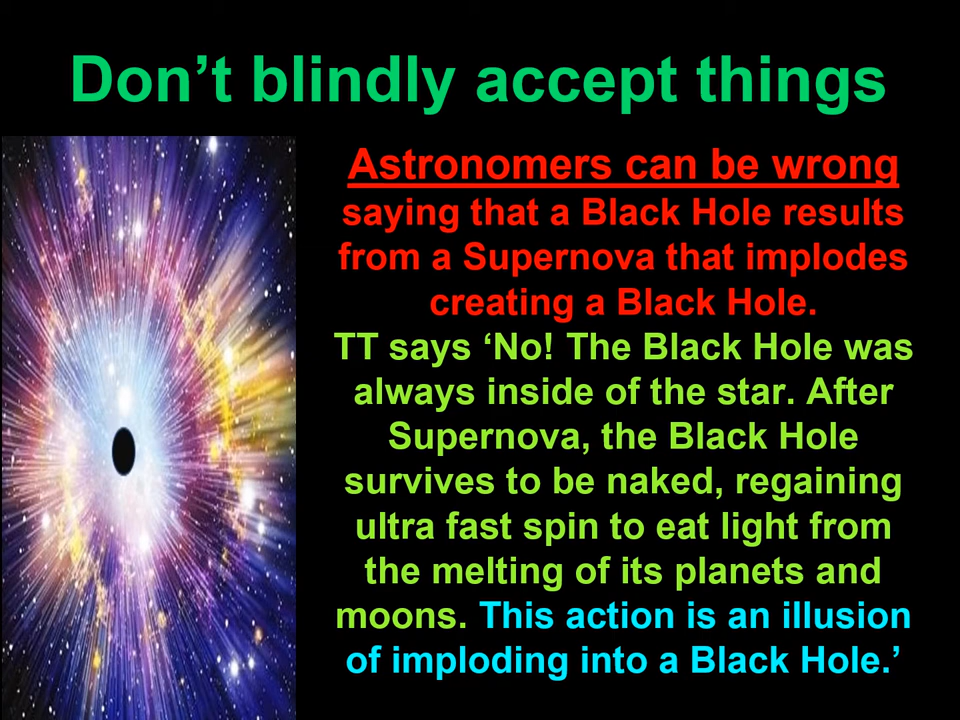 Don’t blindly accept things
Astronomers can be wrong
saying that a Black Hole results
from a Supernova that implodes
creating a Black Hole.
TT says ‘No! The Black Hole was
always inside of the star. After
Supernova, the Black Hole
survives to be naked, regaining
ultra fast spin to eat light from
the melting of its planets and
moons. This action is an illusion
of imploding into a Black Hole.’